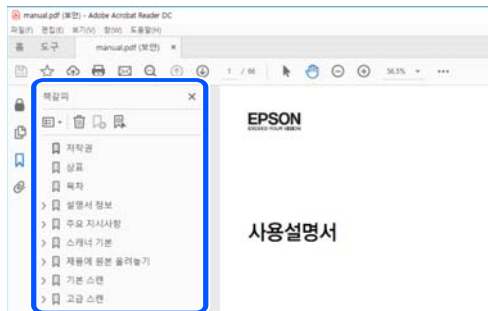 manual.pdf (보안) - Adobe Acrobat Reader DC
파일(F) 편집(E) 보기(V) 창(W) 도움말(H)
홈 도구 manual.pdf (보안) ×
1 / 66 56.5%
책갈피 ×
저작권
상표
목차
설명서 정보
주요 지시사항
스캐너 기본
제품에 원본 올려놓기
기본 스캔
고급 스캔
EPSON
EXCEED YOUR VISION
사용설명서